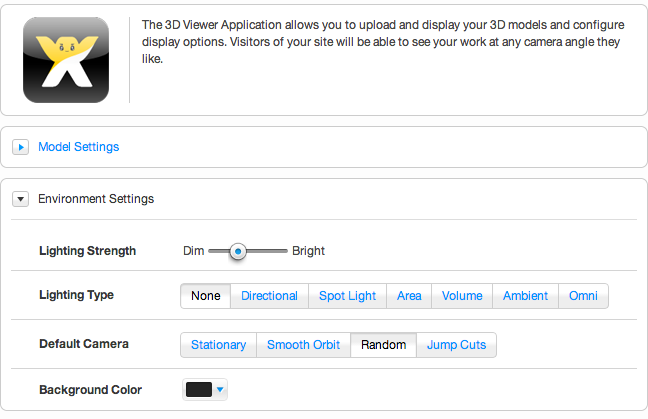 The 3D Viewer Application allows you to upload and display your 3D models and configure
display options. Visitors of your site will be able to see your work at any camera angle they
like.
Model Settings
Environment Settings
Lighting Strength Dim Bright
Lighting Type None Directional Spot Light Area Volume Ambient Omni
Default Camera Stationary Smooth Orbit Random Jump Cuts
Background Color